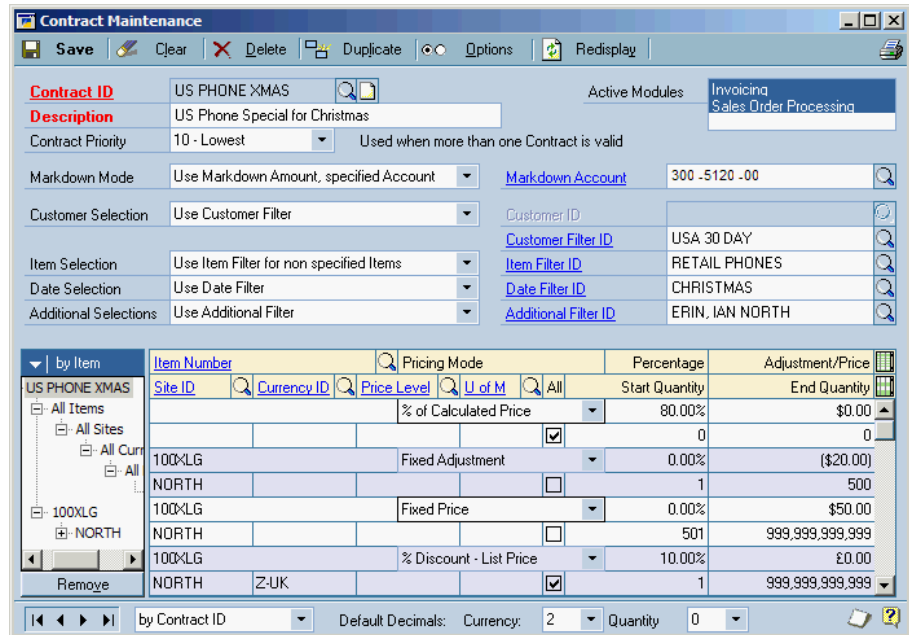 Contract Maintenance
Save Clear Delete Duplicate Options Redisplay
Contract ID US PHONE XMAS Active Modules Invoicing
Sales Order Processing
Description US Phone Special for Christmas
Contract Priority 10 - Lowest Used when more than one Contract is valid
Markdown Mode Use Markdown Amount, specified Account Markdown Account 300 -5120 -00
Customer Selection Use Customer Filter Customer ID
Customer Filter ID USA 30 DAY
Item Selection Use Item Filter for non specified Items Item Filter ID RETAIL PHONES
Date Selection Use Date Filter Date Filter ID CHRISTMAS
Additional Selections Use Additional Filter Additional Filter ID ERIN, IAN NORTH
by Item Item Number Pricing Mode Percentage Adjustment/Price
US PHONE XMAS Site ID Currency ID Price Level U of M All Start Quantity End Quantity
All Items % of Calculated Price 80.00% $0.00
All Sites 0 0
All Curr 100XLG Fixed Adjustment 0.00% ($20.00)
All NORTH 1 500
100XLG 100XLG Fixed Price 0.00% $50.00
NORTH NORTH 501 999,999,999,999
100XLG % Discount - List Price 10.00% £0.00
Remove NORTH Z-UK 1 999,999,999,999
by Contract ID Default Decimals: Currency: 2 Quantity 0